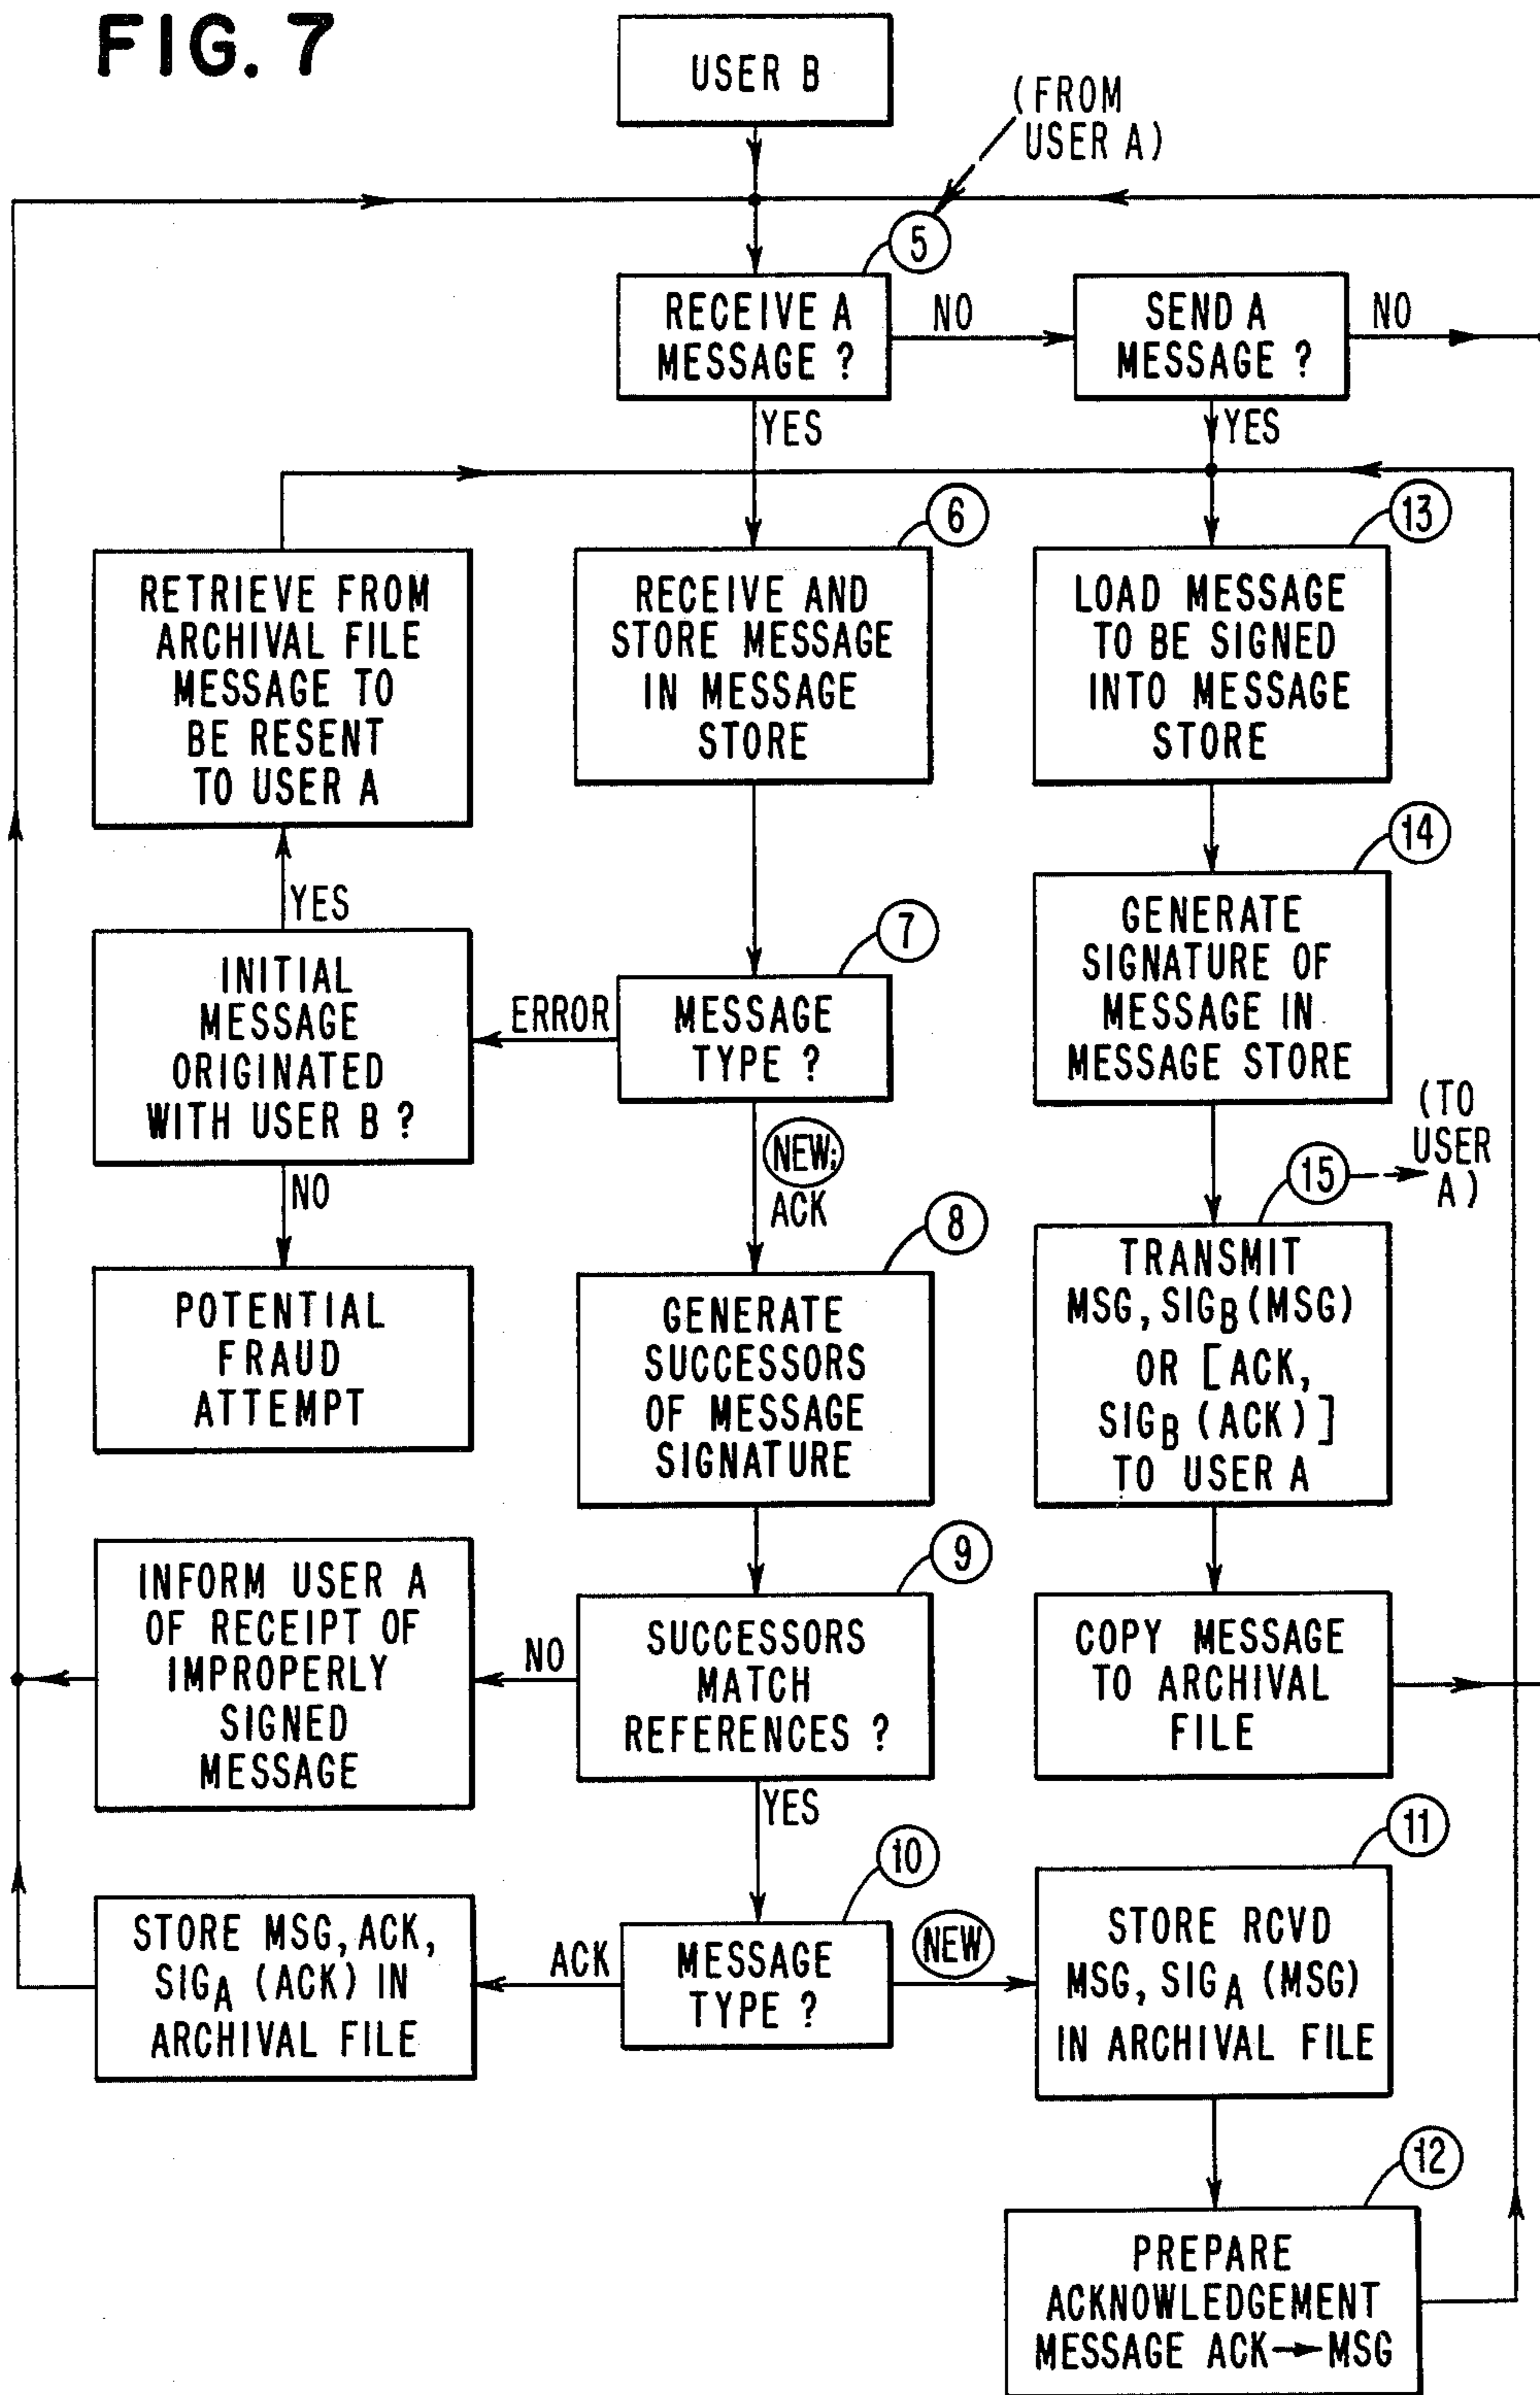 FIG. 7
USER B
(FROM
USER A)
5
RECEIVE A
MESSAGE ?
NO
SEND A
MESSAGE ?
NO
YES
YES
RETRIEVE FROM
ARCHIVAL FILE
MESSAGE TO
BE RESENT
TO USER A
6
RECEIVE AND
STORE MESSAGE
IN MESSAGE
STORE
13
LOAD MESSAGE
TO BE SIGNED
INTO MESSAGE
STORE
YES
INITIAL
MESSAGE
ORIGINATED
WITH USER B ?
ERROR
7
MESSAGE
TYPE ?
14
GENERATE
SIGNATURE OF
MESSAGE IN
MESSAGE STORE
NO
NEW;
ACK
15
(TO
USER
A)
POTENTIAL
FRAUD
ATTEMPT
8
GENERATE
SUCCESSORS
OF MESSAGE
SIGNATURE
TRANSMIT
MSG, SIGB (MSG)
OR [ACK,
SIGB (ACK)]
TO USER A
INFORM USER A
OF RECEIPT OF
IMPROPERLY
SIGNED
MESSAGE
NO
9
SUCCESSORS
MATCH
REFERENCES ?
COPY MESSAGE
TO ARCHIVAL
FILE
YES
STORE MSG, ACK,
SIGA (ACK) IN
ARCHIVAL FILE
ACK
10
MESSAGE
TYPE ?
NEW
11
STORE RCVD
MSG, SIGA (MSG)
IN ARCHIVAL FILE
12
PREPARE
ACKNOWLEDGEMENT
MESSAGE ACK→MSG